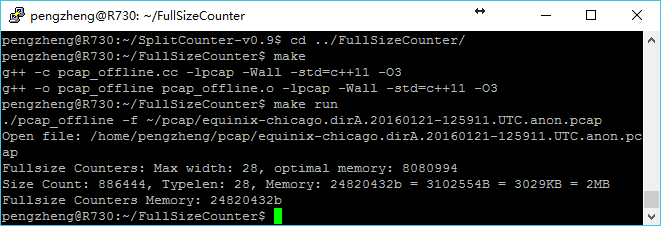 pengzheng@R730: ~/FullSizeCounter
pengzheng@R730:~/SplitCounter-v0.9$ cd ../FullSizeCounter/
pengzheng@R730:~/FullSizeCounter$ make
g++ -c pcap_offline.cc -lpcap -Wall -std=c++11 -O3
g++ -o pcap_offline pcap_offline.o -lpcap -Wall -std=c++11 -O3
pengzheng@R730:~/FullSizeCounter$ make run
./pcap_offline -f ~/pcap/equinix-chicago.dirA.20160121-125911.UTC.anon.pcap
Open file: /home/pengzheng/pcap/equinix-chicago.dirA.20160121-125911.UTC.anon.pc
ap
Fullsize Counters: Max width: 28, optimal memory: 8080994
Size Count: 886444, Typelen: 28, Memory: 24820432b = 3102554B = 3029KB = 2MB
Fullsize Counters Memory: 24820432b
pengzheng@R730:~/FullSizeCounter$